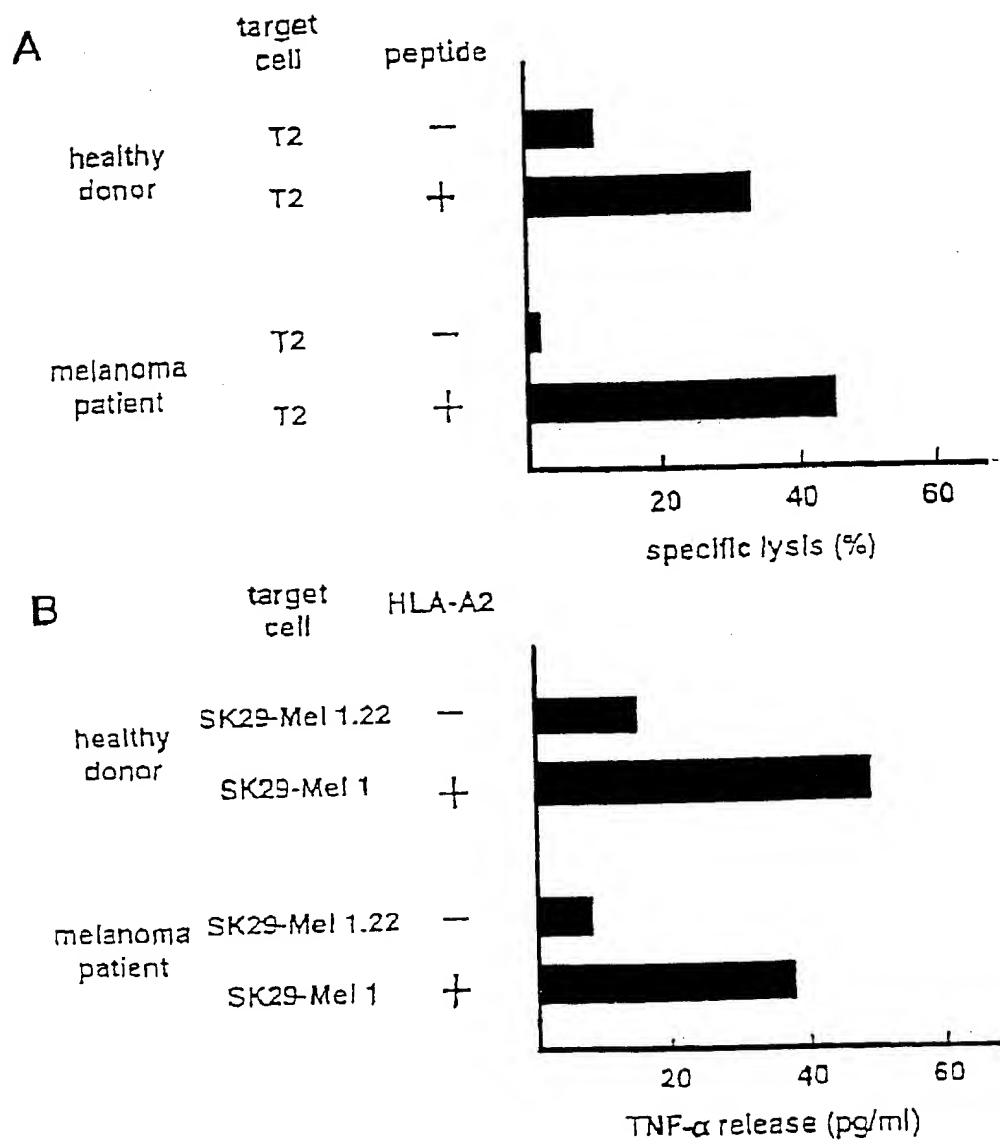 A
target
cell
peptide
healthy
donor
T2 −
T2 +
melanoma
patient
T2 −
T2 +
20 40 60
specific lysis (%)
B
target
cell
HLA-A2
healthy
donor
SK29-Mel 1.22 −
SK29-Mel 1 +
melanoma
patient
SK29-Mel 1.22 −
SK29-Mel 1 +
20 40 60
TNF-α release (pg/ml)